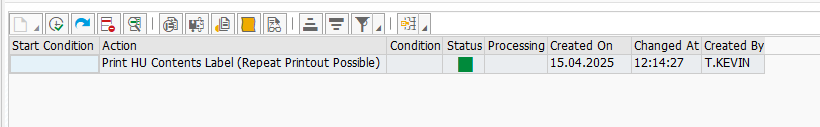 Start Condition Action Condition Status Processing Created On Changed At Created By
Print HU Contents Label (Repeat Printout Possible) 15.04.2025 12:14:27 T.KEVIN